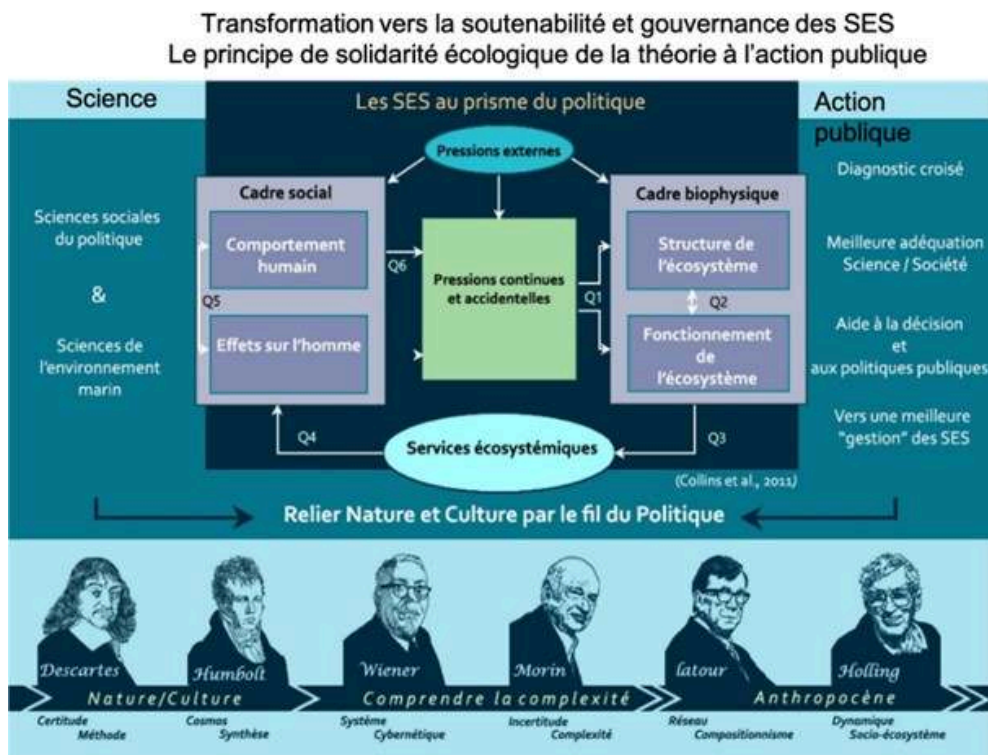 Transformation vers la soutenabilité et gouvernance des SES
Le principe de solidarité écologique de la théorie à l'action publique
Science
Les SES au prisme du politique
Action
publique
Pressions externes
Diagnostic croisé
Cadre social
Cadre biophysique
Sciences sociales
du politique
&
Sciences de
l'environnement
marin
Comportement
humain
Q5
Effets sur l'homme
Q6
Pressions continues
et accidentelles
Q1
Structure de
l'écosystème
Q2
Fonctionnement
de
l'écosystème
Meilleure adéquation
Science / Société
Aide à la décision
et
aux politiques publiques
Vers une meilleure
"gestion" des SES
Q4
Services écosystémiques
Q3
(Collins et al., 2011)
Relier Nature et Culture par le fil du Politique
Descartes
Humbolt
Wiener
Morin
latour
Holling
Nature/Culture
Comprendre la complexité
Anthropocène
Certitude
Méthode
Cosmos
Synthèse
Système
Cybernétique
Incertitude
Complexité
Réseau
Compositionnisme
Dynamique
Socio-écosystème